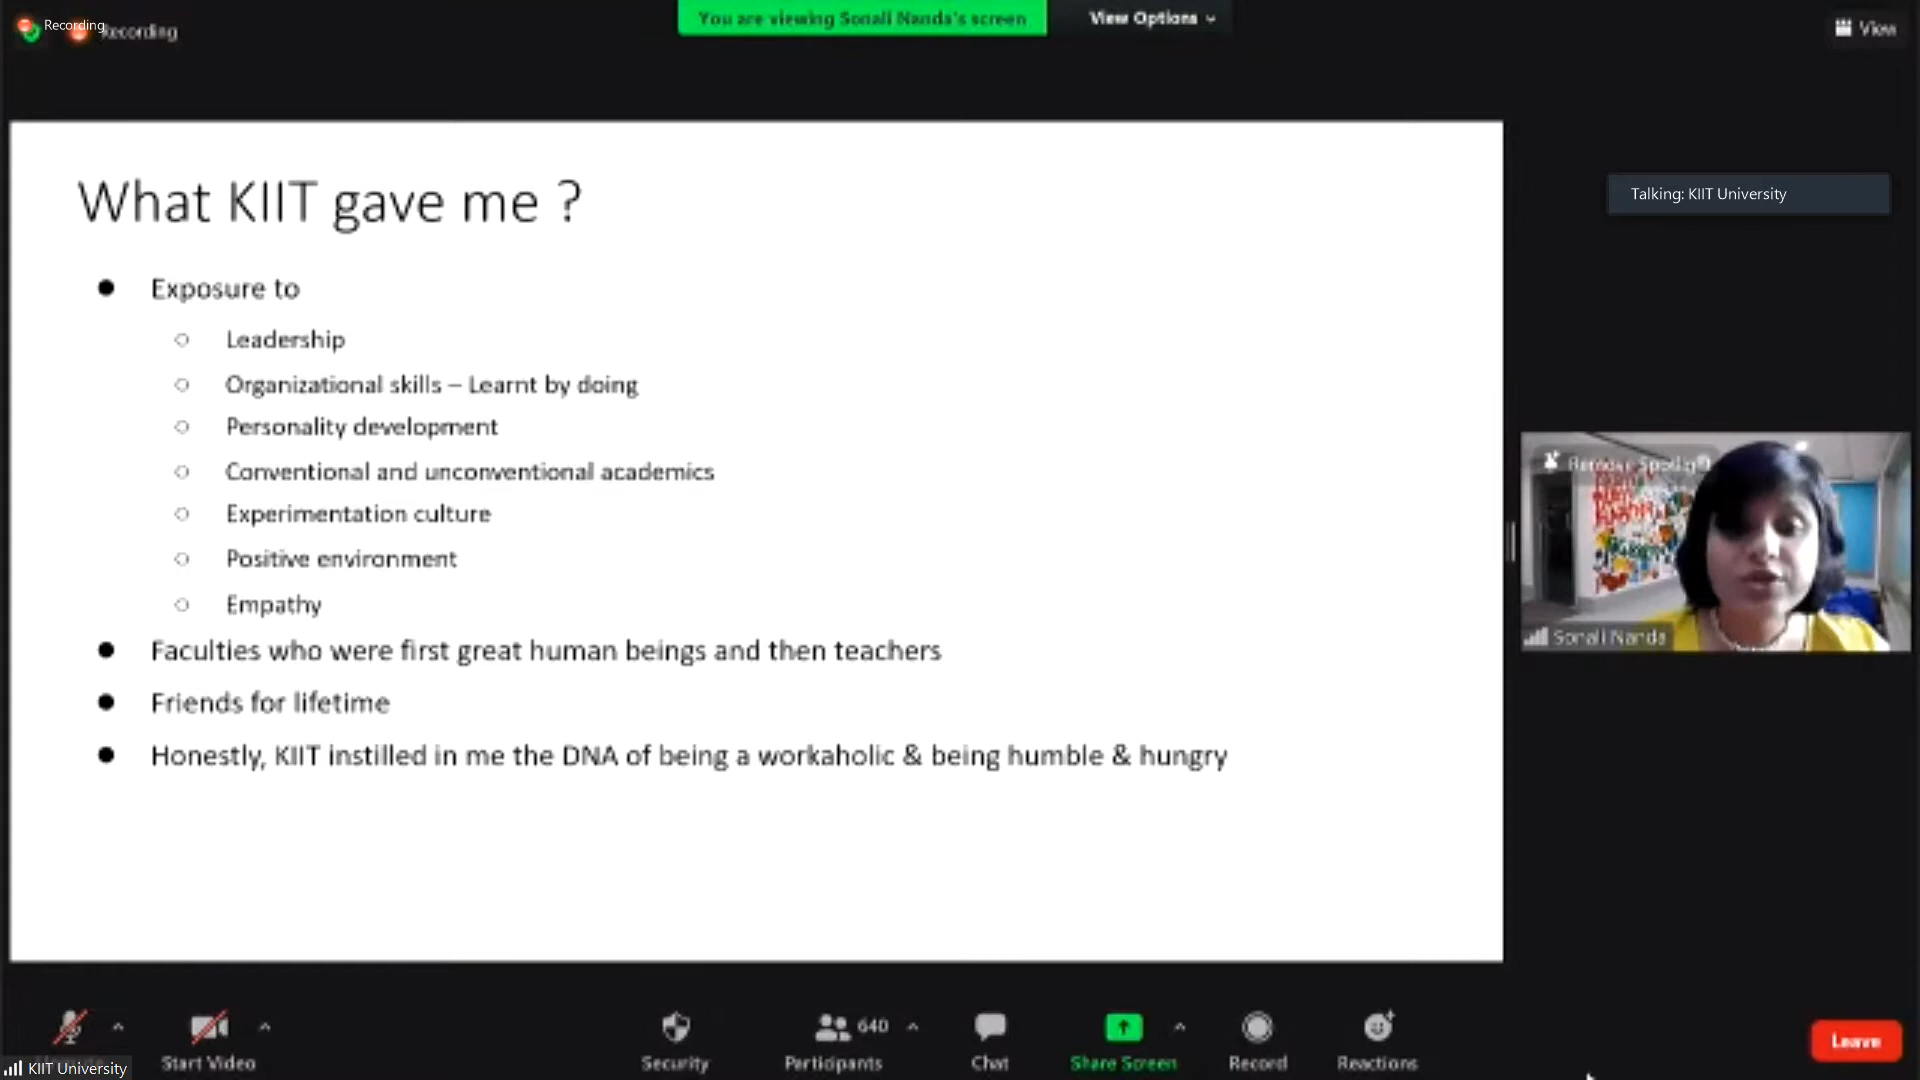 Recording
Recording
You are viewing Sonali Nanda's screen
View Options
View
What KIIT gave me ?
Exposure to
Leadership
Organizational skills – Learnt by doing
Personality development
Conventional and unconventional academics
Experimentation culture
Positive environment
Empathy
Faculties who were first great human beings and then teachers
Friends for lifetime
Honestly, KIIT instilled in me the DNA of being a workaholic & being humble & hungry
Talking: KIIT University
Remove Spotlight
Sonali Nanda
KIIT University
Start Video
Security
640
Participants
Chat
Share Screen
Record
Reactions
Leave